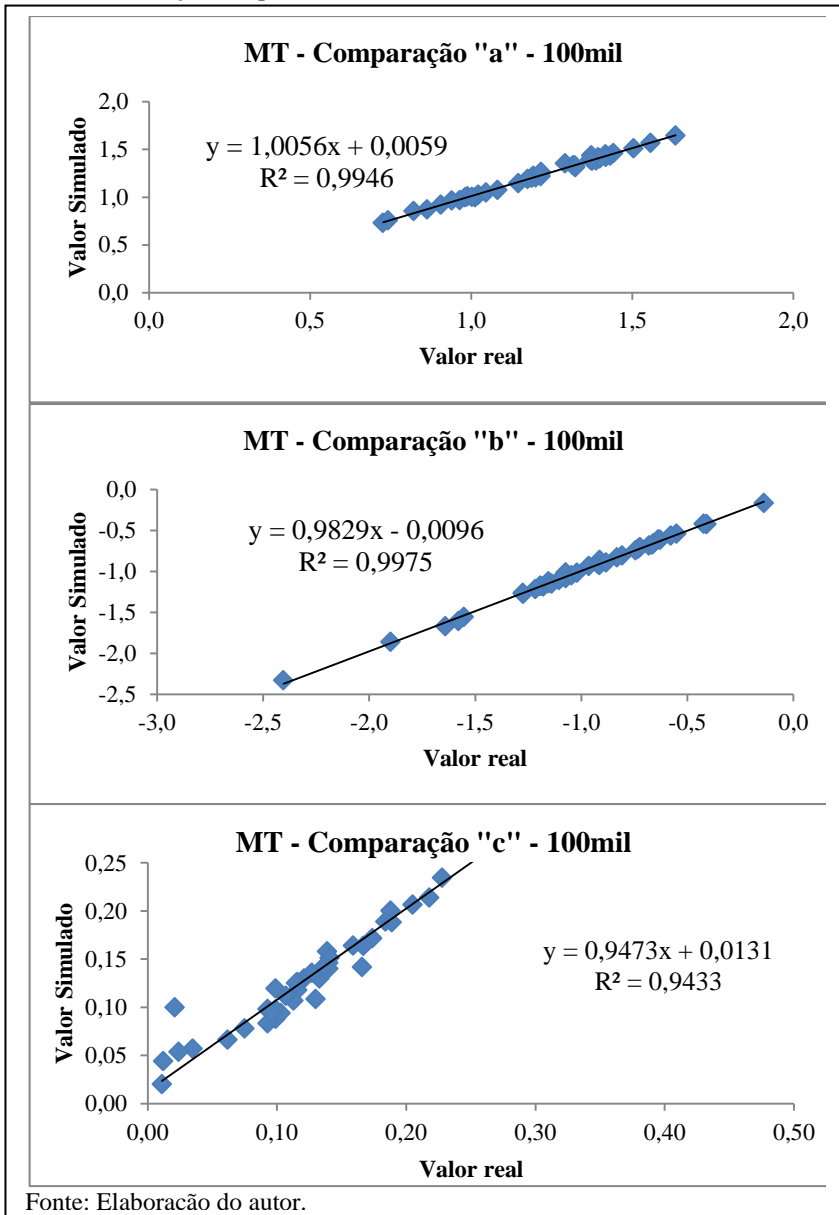 MT - Comparação "a" - 100mil
y = 1,0056x + 0,0059
R² = 0,9946
Valor Simulado
2,0
1,5
1,0
0,5
0,0
0,0 0,5 1,0 1,5 2,0
Valor real
MT - Comparação "b" - 100mil
y = 0,9829x - 0,0096
R² = 0,9975
Valor Simulado
0,0
-0,5
-1,0
-1,5
-2,0
-2,5
-3,0 -2,5 -2,0 -1,5 -1,0 -0,5 0,0
Valor real
MT - Comparação "c" - 100mil
y = 0,9473x + 0,0131
R² = 0,9433
Valor Simulado
0,25
0,20
0,15
0,10
0,05
0,00
0,00 0,10 0,20 0,30 0,40 0,50
Valor real
Fonte: Elaboração do autor.